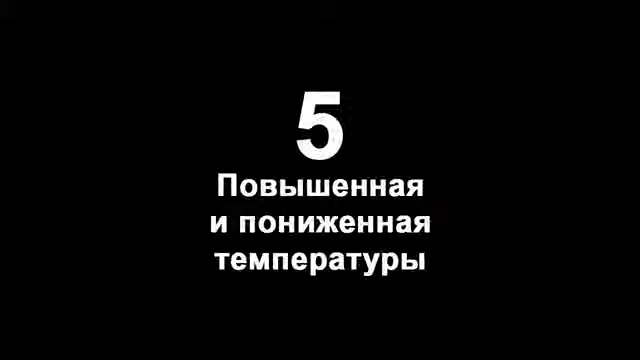 5
Повышенная
и пониженная
температуры